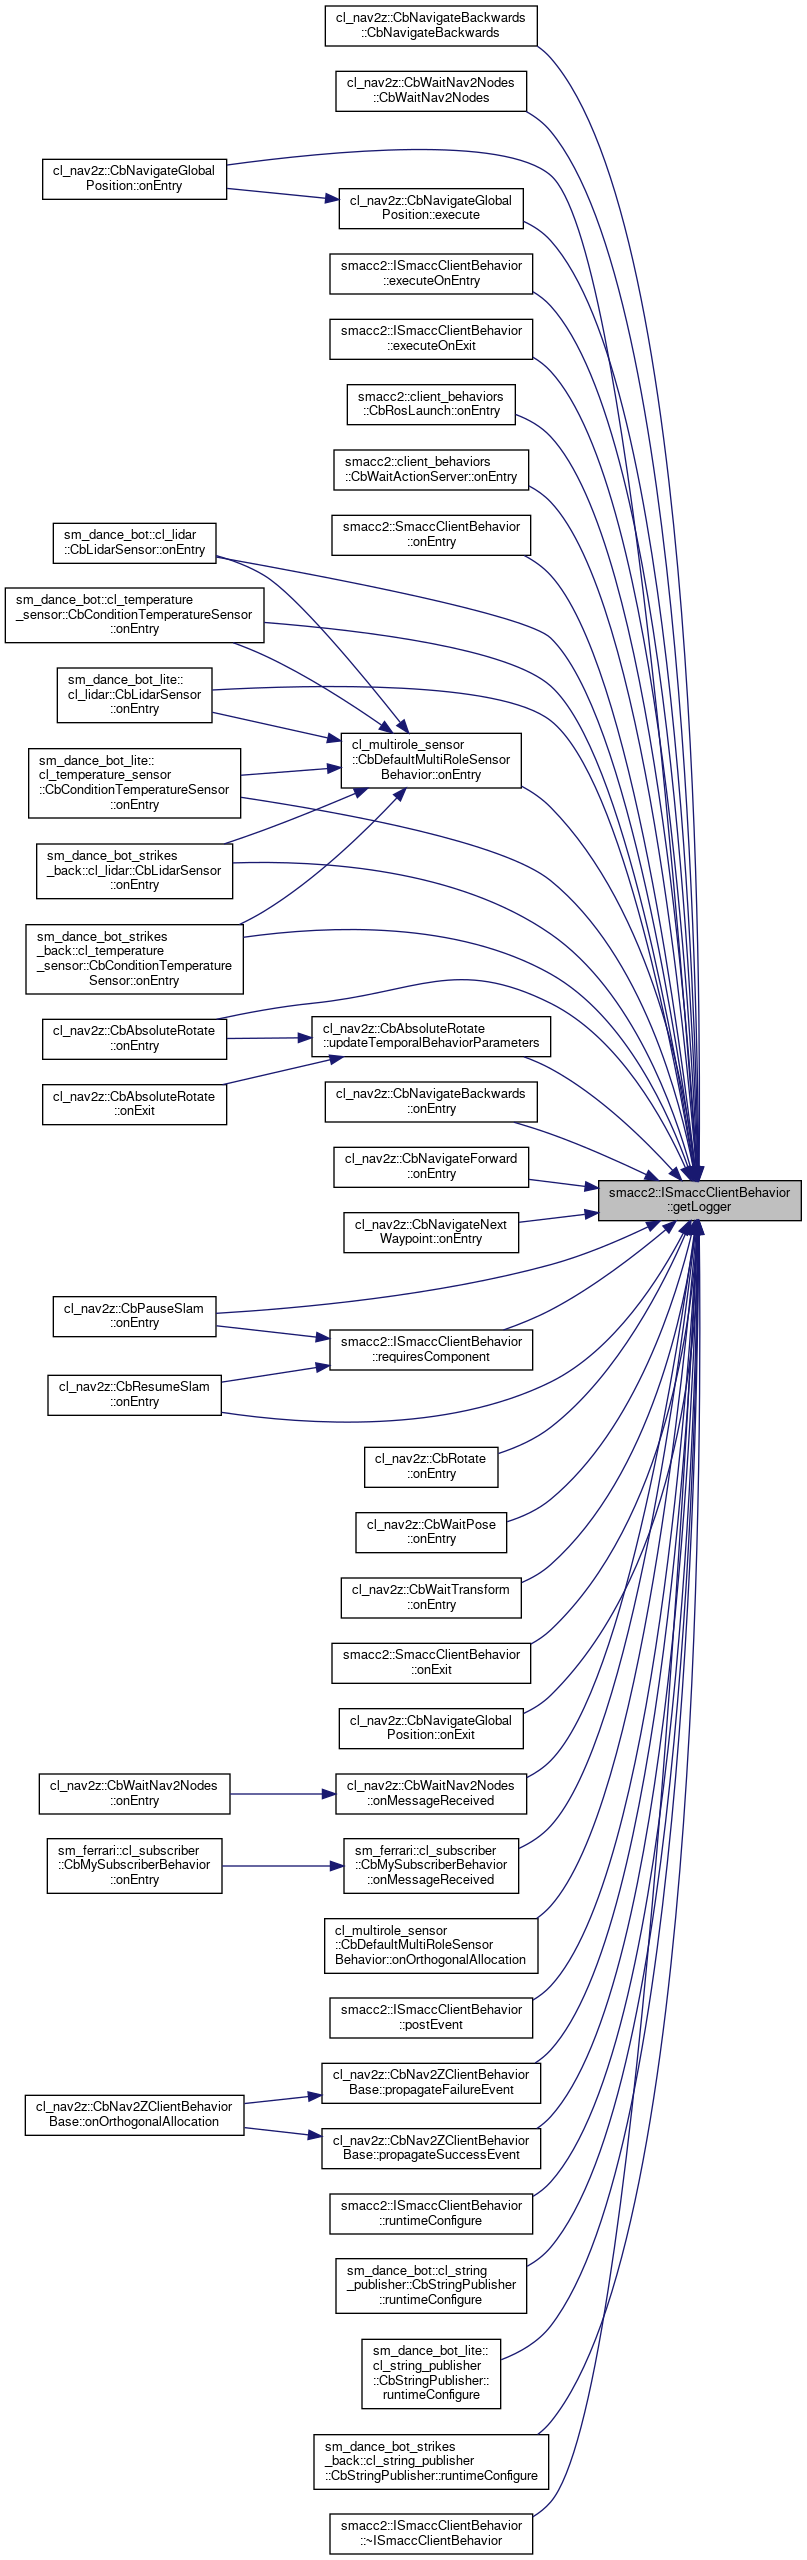 cl_nav2z::CbNavigateBackwards
::CbNavigateBackwards
cl_nav2z::CbWaitNav2Nodes
::CbWaitNav2Nodes
cl_nav2z::CbNavigateGlobal
Position::onEntry
cl_nav2z::CbNavigateGlobal
Position::execute
smacc2::ISmaccClientBehavior
::executeOnEntry
smacc2::ISmaccClientBehavior
::executeOnExit
smacc2::client_behaviors
::CbRosLaunch::onEntry
smacc2::client_behaviors
::CbWaitActionServer::onEntry
smacc2::SmaccClientBehavior
::onEntry
sm_dance_bot::cl_lidar
::CbLidarSensor::onEntry
sm_dance_bot::cl_temperature
_sensor::CbConditionTemperatureSensor
::onEntry
sm_dance_bot_lite::
cl_lidar::CbLidarSensor
::onEntry
cl_multirole_sensor
::CbDefaultMultiRoleSensor
Behavior::onEntry
sm_dance_bot_lite::
cl_temperature_sensor
::CbConditionTemperatureSensor
::onEntry
sm_dance_bot_strikes
_back::cl_lidar::CbLidarSensor
::onEntry
sm_dance_bot_strikes
_back::cl_temperature
_sensor::CbConditionTemperature
Sensor::onEntry
cl_nav2z::CbAbsoluteRotate
::onEntry
cl_nav2z::CbAbsoluteRotate
::updateTemporalBehaviorParameters
cl_nav2z::CbAbsoluteRotate
::onExit
cl_nav2z::CbNavigateBackwards
::onEntry
cl_nav2z::CbNavigateForward
::onEntry
smacc2::ISmaccClientBehavior
::getLogger
cl_nav2z::CbNavigateNext
Waypoint::onEntry
cl_nav2z::CbPauseSlam
::onEntry
smacc2::ISmaccClientBehavior
::requiresComponent
cl_nav2z::CbResumeSlam
::onEntry
cl_nav2z::CbRotate
::onEntry
cl_nav2z::CbWaitPose
::onEntry
cl_nav2z::CbWaitTransform
::onEntry
smacc2::SmaccClientBehavior
::onExit
cl_nav2z::CbNavigateGlobal
Position::onExit
cl_nav2z::CbWaitNav2Nodes
::onEntry
cl_nav2z::CbWaitNav2Nodes
::onMessageReceived
sm_ferrari::cl_subscriber
::CbMySubscriberBehavior
::onEntry
sm_ferrari::cl_subscriber
::CbMySubscriberBehavior
::onMessageReceived
cl_multirole_sensor
::CbDefaultMultiRoleSensor
Behavior::onOrthogonalAllocation
smacc2::ISmaccClientBehavior
::postEvent
cl_nav2z::CbNav2ZClientBehavior
Base::propagateFailureEvent
cl_nav2z::CbNav2ZClientBehavior
Base::onOrthogonalAllocation
cl_nav2z::CbNav2ZClientBehavior
Base::propagateSuccessEvent
smacc2::ISmaccClientBehavior
::runtimeConfigure
sm_dance_bot::cl_string
_publisher::CbStringPublisher
::runtimeConfigure
sm_dance_bot_lite::
cl_string_publisher
::CbStringPublisher::
runtimeConfigure
sm_dance_bot_strikes
_back::cl_string_publisher
::CbStringPublisher::runtimeConfigure
smacc2::ISmaccClientBehavior
::~ISmaccClientBehavior